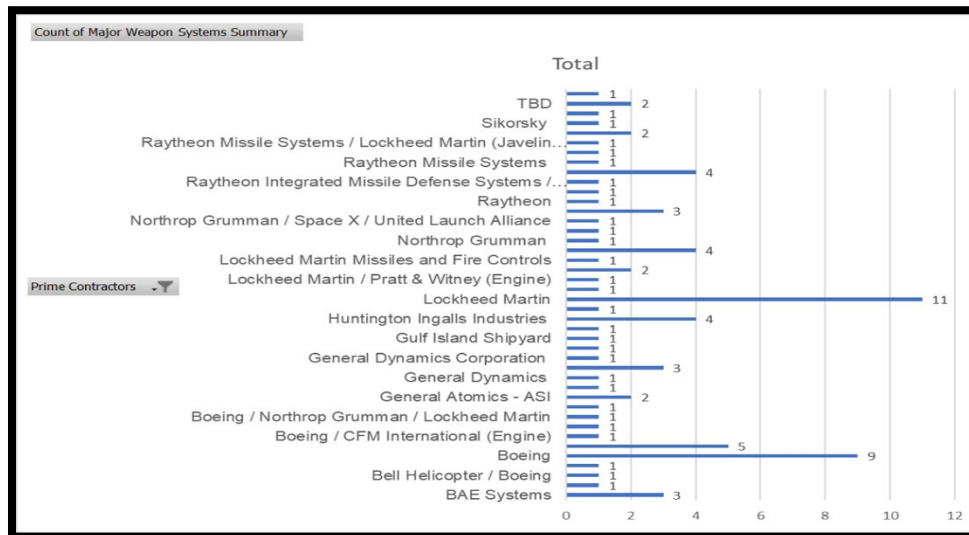 Count of Major Weapon Systems Summary
Total
1
TBD 2
1
Sikorsky 1
2
Raytheon Missile Systems / Lockheed Martin (Javelin... 1
1
Raytheon Missile Systems 1
4
Raytheon Integrated Missile Defense Systems /... 1
1
Raytheon 1
3
Northrop Grumman / Space X / United Launch Alliance 1
1
Northrop Grumman 1
4
Lockheed Martin Missiles and Fire Controls 1
2
Lockheed Martin / Pratt & Witney (Engine) 1
Prime Contractors
1
Lockheed Martin 11
1
Huntington Ingalls Industries 4
1
Gulf Island Shipyard 1
1
General Dynamics Corporation 1
3
General Dynamics 1
1
General Atomics - ASI 2
1
Boeing / Northrop Grumman / Lockheed Martin 1
1
Boeing / CFM International (Engine) 1
5
Boeing 9
1
Bell Helicopter / Boeing 1
1
BAE Systems 3
0 2 4 6 8 10 12